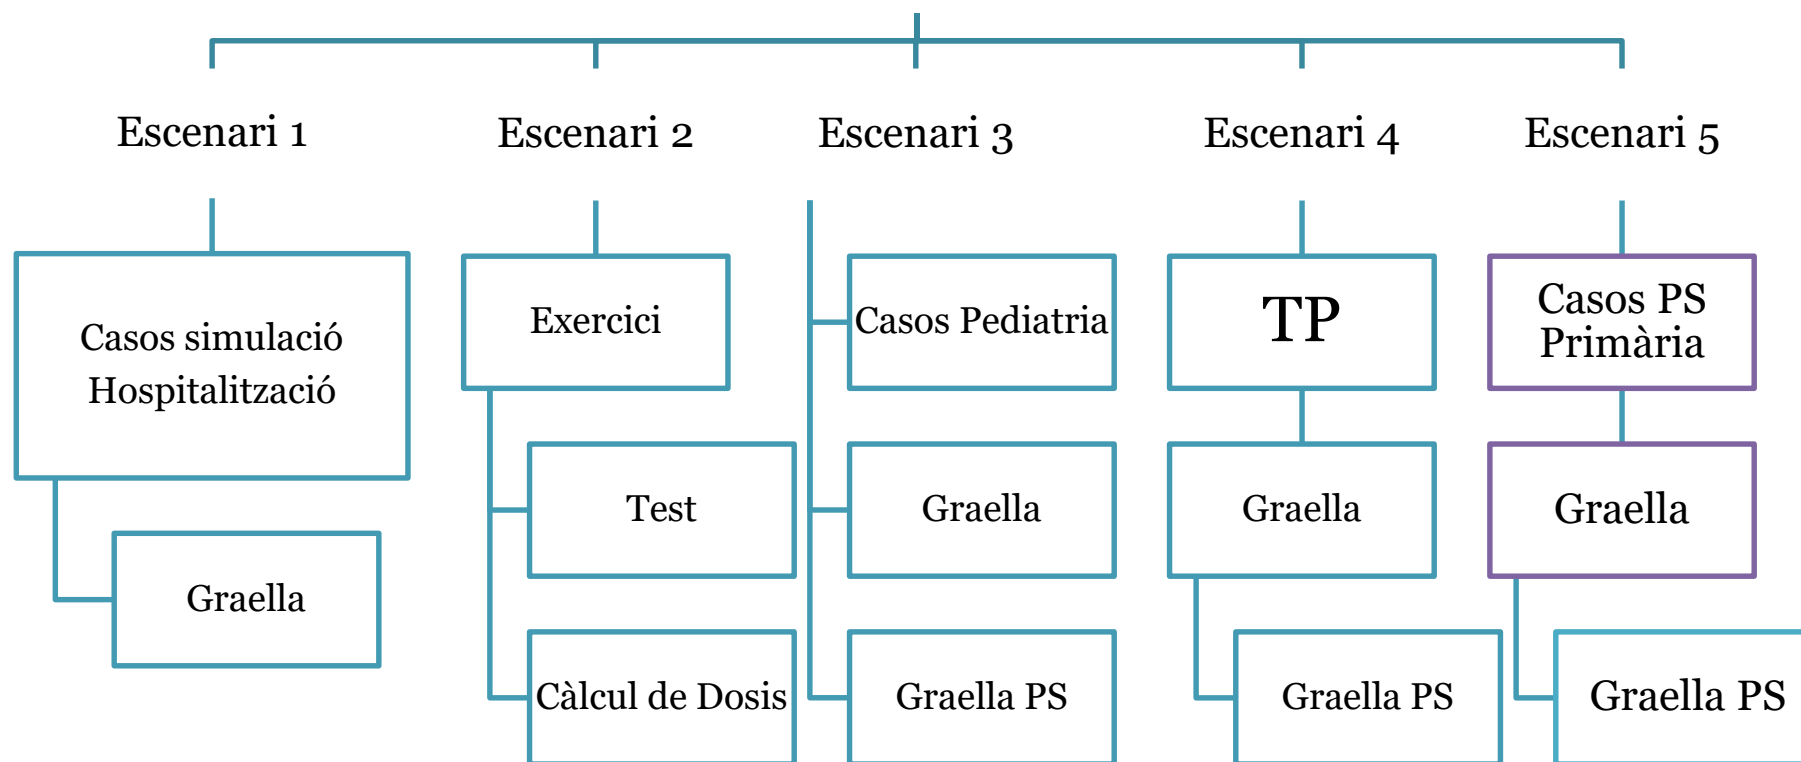 Escenari 1
Escenari 2
Escenari 3
Escenari 4
Escenari 5
Casos simulació
Hospitalització
Graella
Exercici
Test
Càlcul de Dosis
Casos Pediatria
Graella
Graella PS
TP
Graella
Graella PS
Casos PS
Primària
Graella
Graella PS